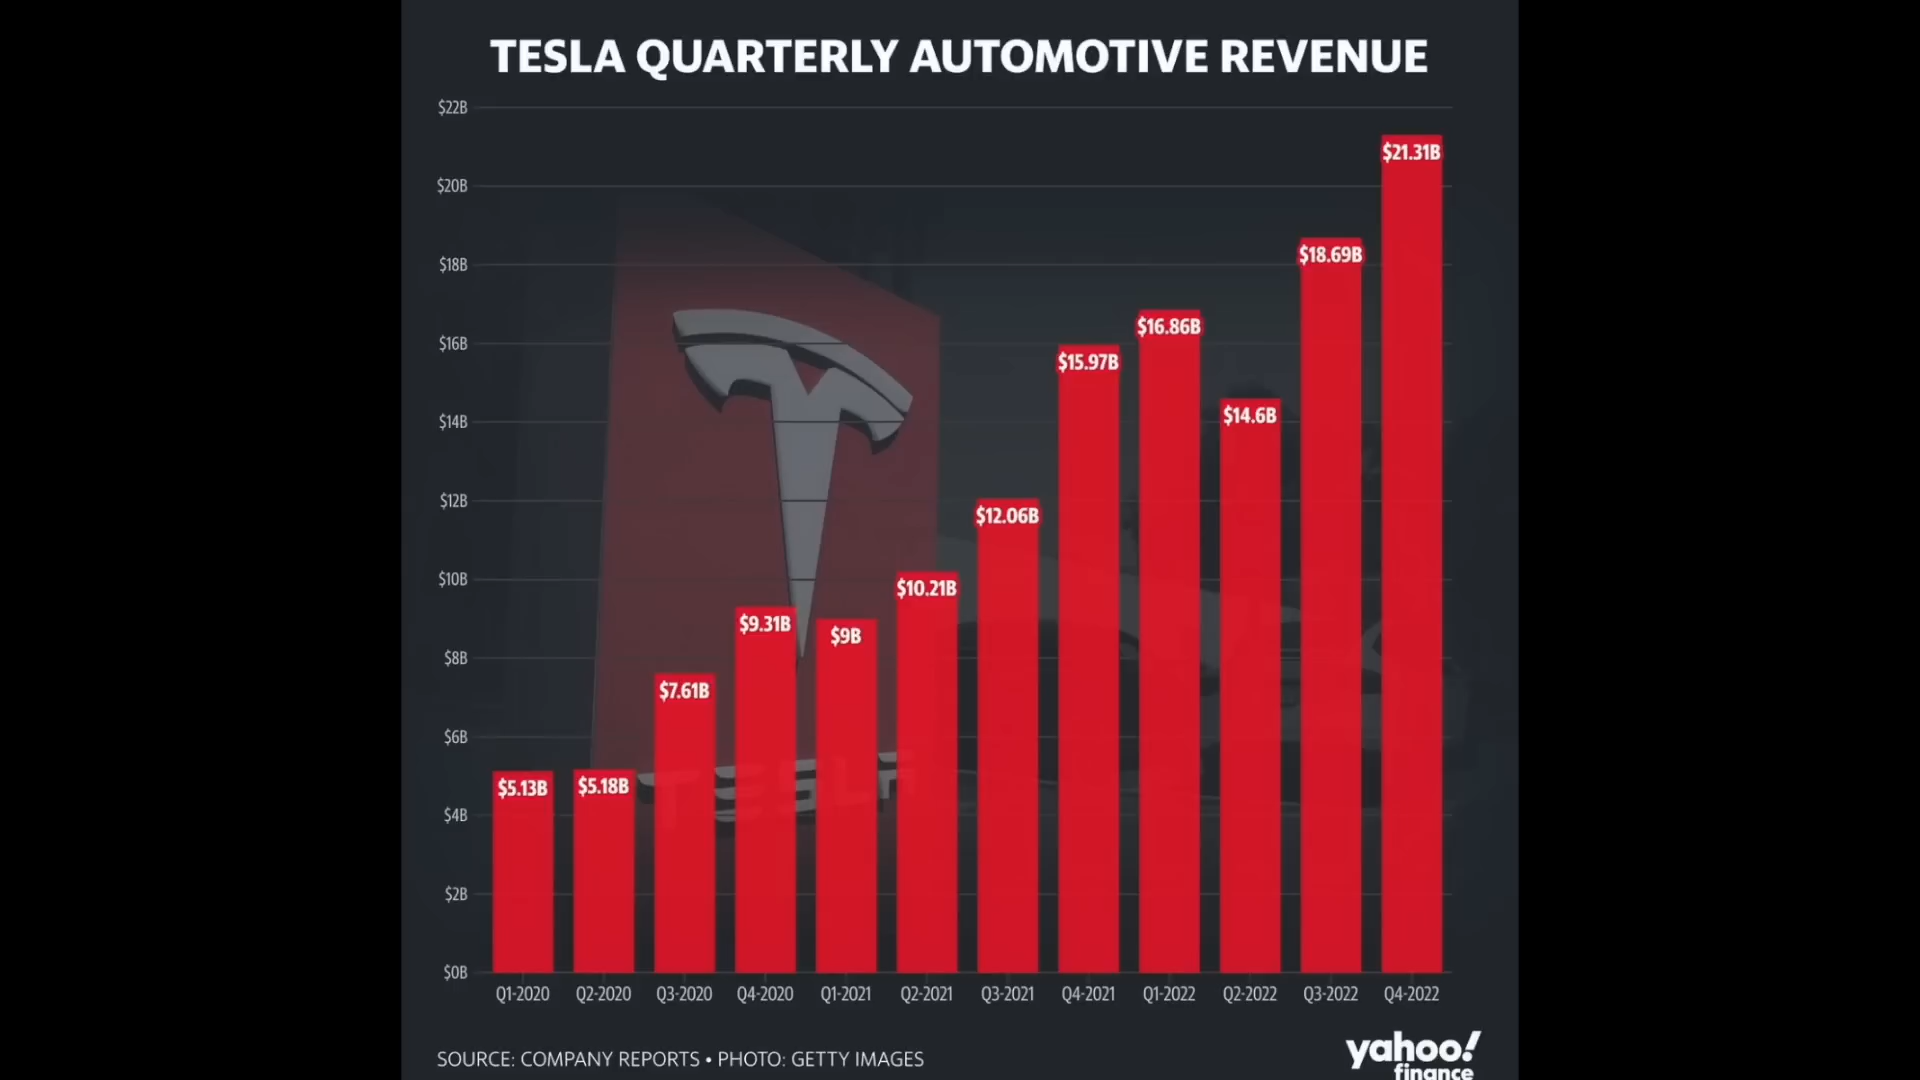 TESLA QUARTERLY AUTOMOTIVE REVENUE
$22B
$20B
$18B
$16B
$14B
$12B
$10B
$8B
$6B
$4B
$2B
$0B
$5.13B
$5.18B
$7.61B
$9.31B
$9B
$10.21B
$12.06B
$15.97B
$16.86B
$14.6B
$18.69B
$21.31B
TESLA
Q1-2020 Q2-2020 Q3-2020 Q4-2020 Q1-2021 Q2-2021 Q3-2021 Q4-2021 Q1-2022 Q2-2022 Q3-2022 Q4-2022
SOURCE: COMPANY REPORTS • PHOTO: GETTY IMAGES
yahoo!
finance